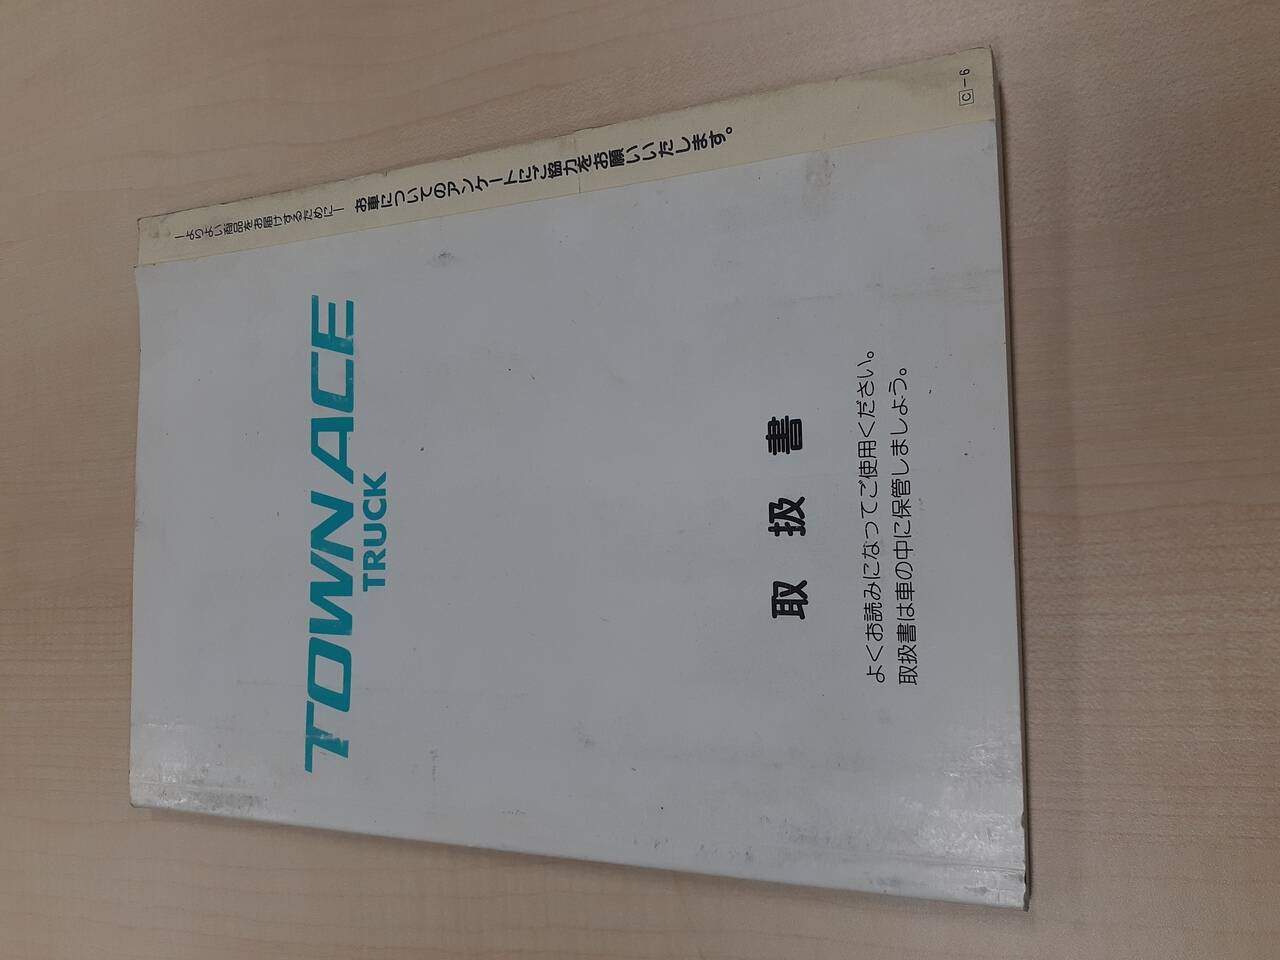 TOWNACE
TRUCK
取扱書
よくお読みになってご使用ください。
取扱書は車の中に保管しましょう。
―よりよい商品をお届けするために―
お車についてのアンケートにご協力をお願いいたします。
C-6